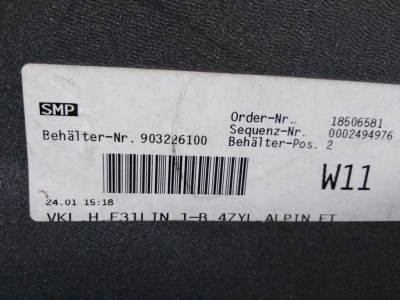 SMP
Order-Nr. 18506581
Sequenz-Nr. 0002494976
Behälter-Nr. 903226100 Behälter-Pos. 2
W11
24.01 15:18
VKL.H.F31LIN.1-B.4ZYL.ALPIN FT